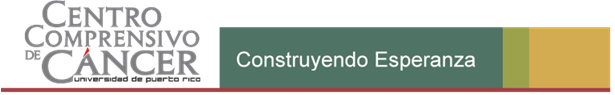 CENTRO
COMPRENSIVO
DE CÁNCER
universidad de puerto rico
Construyendo Esperanza